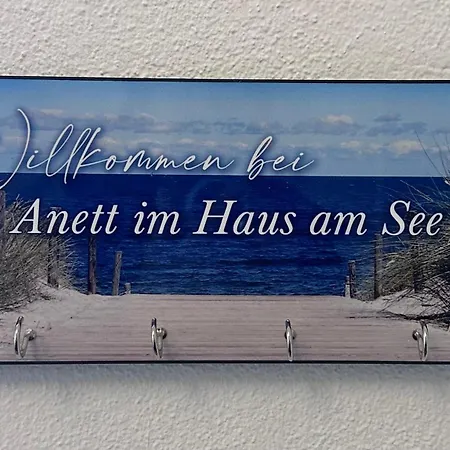 Willkommen bei
Anett im Haus am See